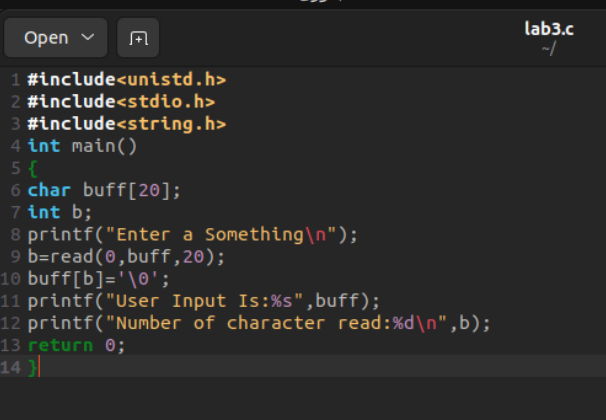 Open
lab3.c
~/
1 #include<unistd.h>
2 #include<stdio.h>
3 #include<string.h>
4 int main()
5 {
6 char buff[20];
7 int b;
8 printf("Enter a Something\n");
9 b=read(0,buff,20);
10 buff[b]='\0';
11 printf("User Input Is:%s",buff);
12 printf("Number of character read:%d\n",b);
13 return 0;
14 }